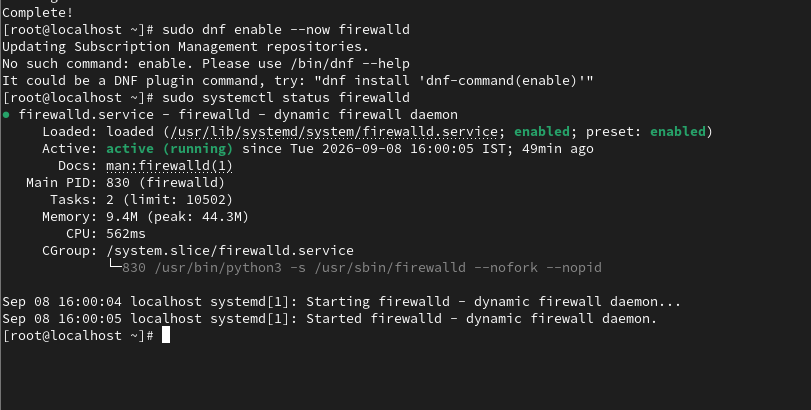 Complete!
[root@localhost ~]# sudo dnf enable --now firewalld
Updating Subscription Management repositories.
No such command: enable. Please use /bin/dnf --help
It could be a DNF plugin command, try: "dnf install 'dnf-command(enable)'"
[root@localhost ~]# sudo systemctl status firewalld
● firewalld.service - firewalld - dynamic firewall daemon
     Loaded: loaded (/usr/lib/systemd/system/firewalld.service; enabled; preset: enabled)
     Active: active (running) since Tue 2026-09-08 16:00:05 IST; 49min ago
       Docs: man:firewalld(1)
   Main PID: 830 (firewalld)
      Tasks: 2 (limit: 10502)
     Memory: 9.4M (peak: 44.3M)
        CPU: 562ms
     CGroup: /system.slice/firewalld.service
             └─830 /usr/bin/python3 -s /usr/sbin/firewalld --nofork --nopid
Sep 08 16:00:04 localhost systemd[1]: Starting firewalld - dynamic firewall daemon...
Sep 08 16:00:05 localhost systemd[1]: Started firewalld - dynamic firewall daemon.
[root@localhost ~]#